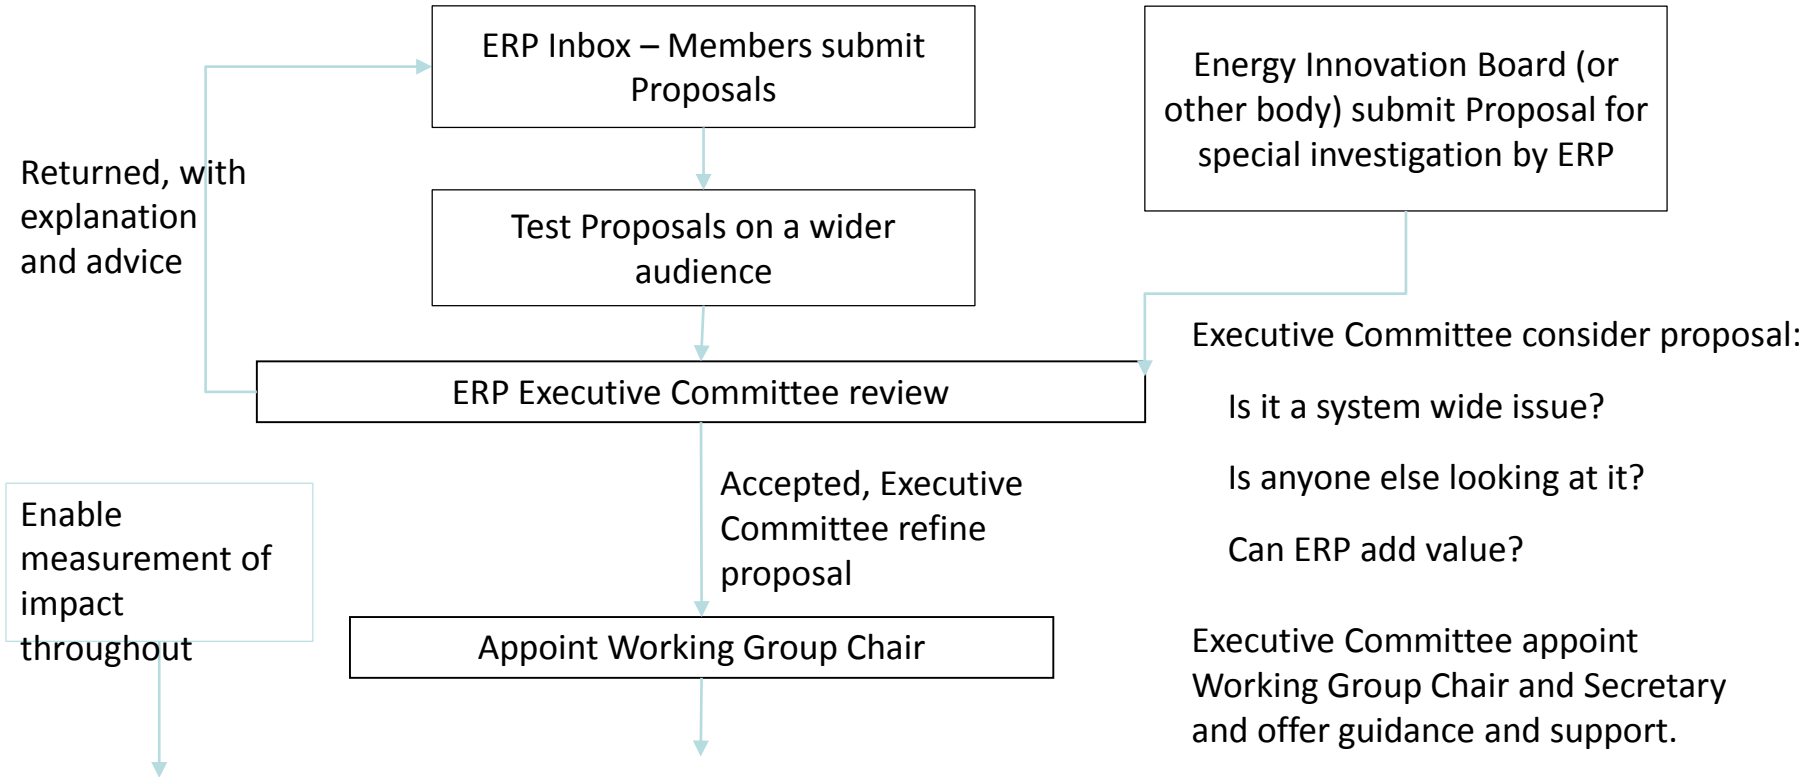 ERP Inbox – Members submit
Proposals
Energy Innovation Board (or
other body) submit Proposal for
special investigation by ERP
Returned, with
explanation
and advice
Test Proposals on a wider
audience
Executive Committee consider proposal:
ERP Executive Committee review
Is it a system wide issue?
Is anyone else looking at it?
Can ERP add value?
Accepted, Executive
Committee refine
proposal
Enable
measurement of
impact
throughout
Appoint Working Group Chair
Executive Committee appoint
Working Group Chair and Secretary
and offer guidance and support.